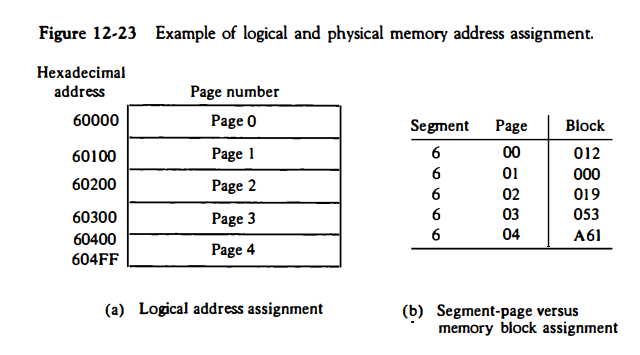 Figure 12-23 Example of logical and physical memory address assignment.
Hexadecimal
address Page number
60000 Page 0
60100 Page 1
60200 Page 2
60300 Page 3
60400
604FF Page 4
(a) Logical address assignment
Segment Page Block
6 00 012
6 01 000
6 02 019
6 03 053
6 04 A61
(b) Segment-page versus
memory block assignment